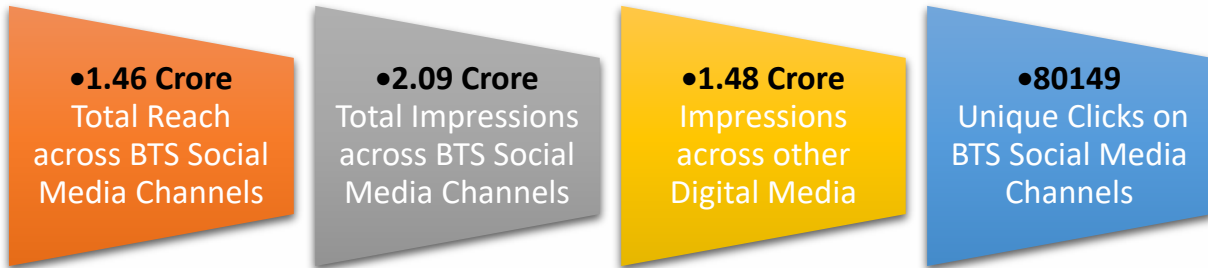 •1.46 Crore
Total Reach
across BTS Social
Media Channels
•2.09 Crore
Total Impressions
across BTS Social
Media Channels
•1.48 Crore
Impressions
across other
Digital Media
•80149
Unique Clicks on
BTS Social Media
Channels